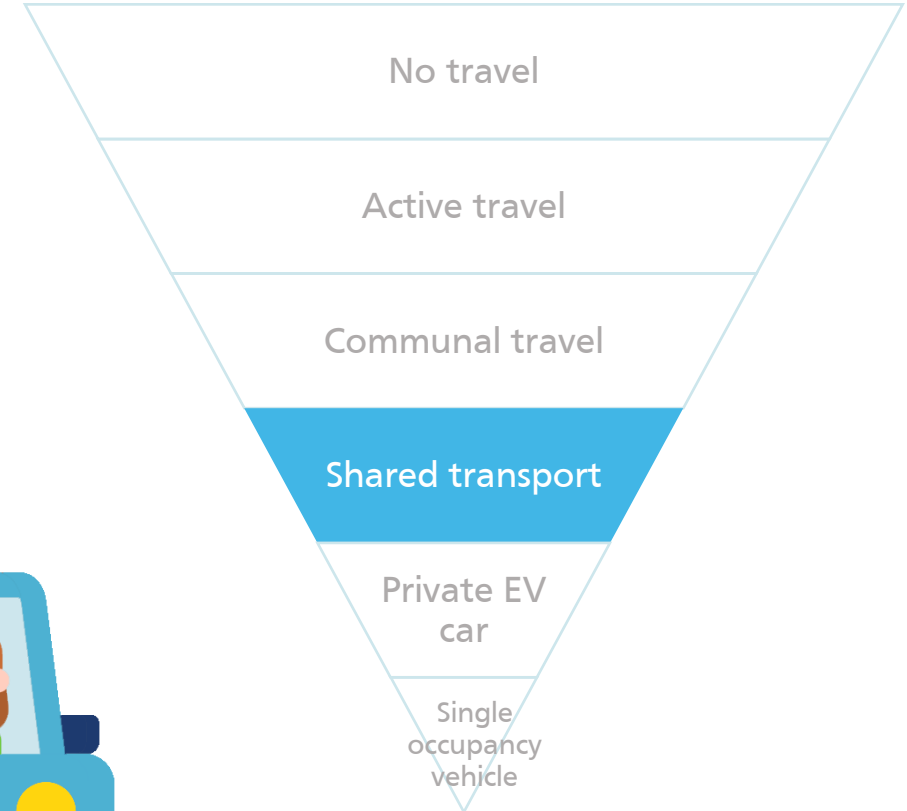 No travel
Active travel
Communal travel
Shared transport
Private EV
car
Single
occupancy
vehicle